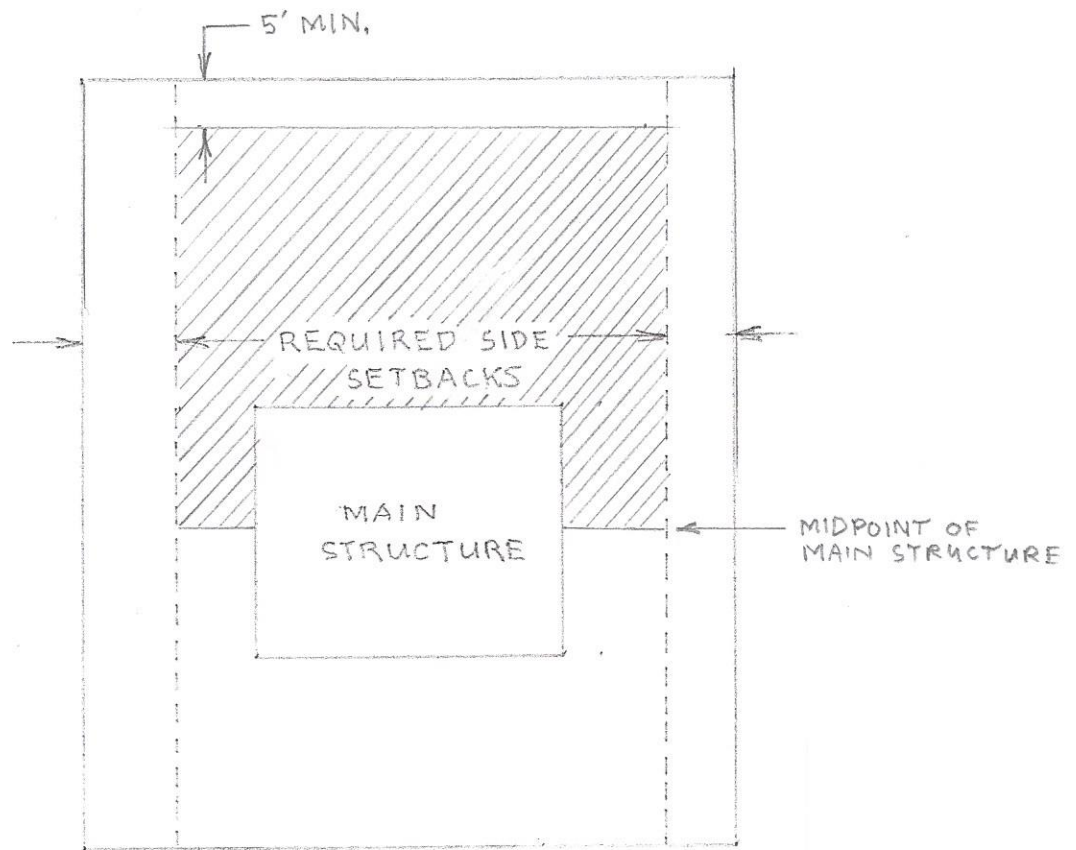 5' MIN.
REQUIRED SIDE
SETBACKS
MAIN
STRUCTURE
MIDPOINT OF
MAIN STRUCTURE